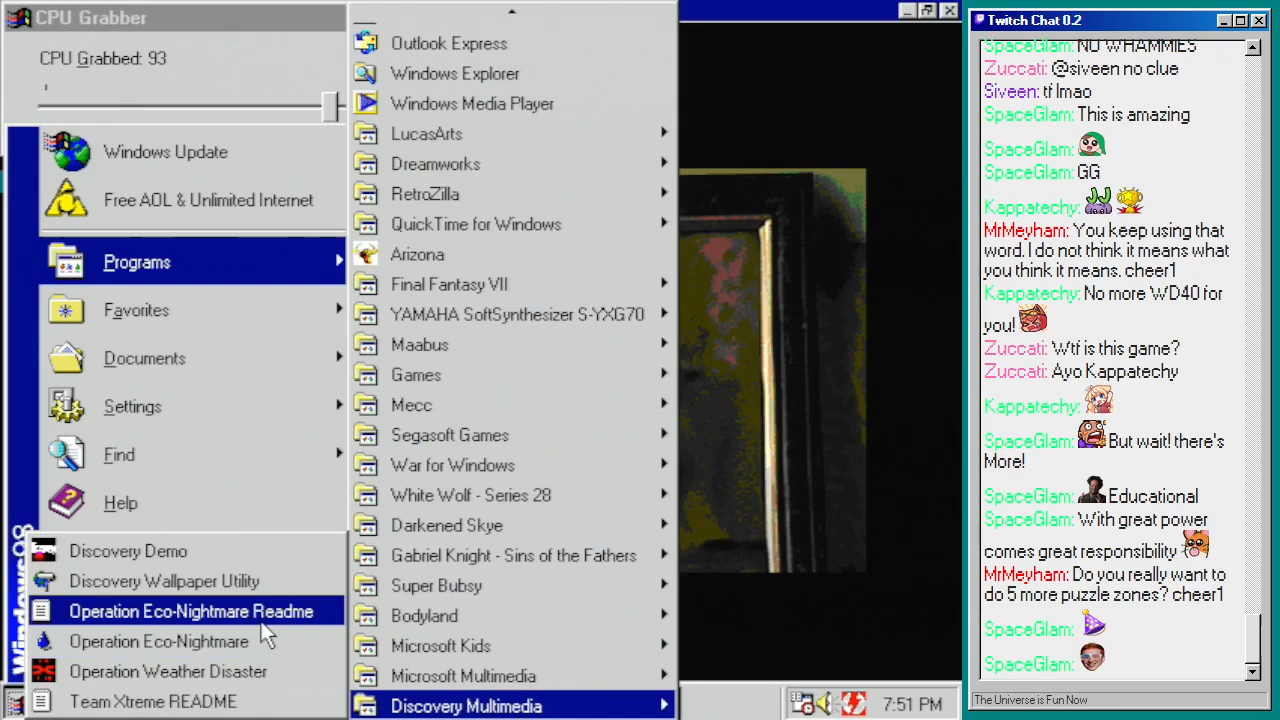 CPU Grabber
CPU Grabbed: 93
Windows Update
Free AOL & Unlimited Internet
Programs
Favorites
Documents
Settings
Find
Help
Discovery Demo
Discovery Wallpaper Utility
Operation Eco-Nightmare Readme
Operation Eco-Nightmare
Operation Weather Disaster
Team Xtreme README
Outlook Express
Windows Explorer
Windows Media Player
LucasArts
Dreamworks
RetroZilla
QuickTime for Windows
Arizona
Final Fantasy VII
YAMAHA SoftSynthesizer S-YXG70
Maabus
Games
Mecc
Segasoft Games
War for Windows
White Wolf - Series 28
Darkened Skye
Gabriel Knight - Sins of the Fathers
Super Bubsy
Bodyland
Microsoft Kids
Microsoft Multimedia
Discovery Multimedia
7:51 PM
Twitch Chat 0.2
SpaceGlam: NO WHAMMIES
Zuccati: @siveen no clue
Siveen: tf lmao
SpaceGlam: This is amazing
SpaceGlam:
SpaceGlam: GG
Kappatechy:
MrMeyham: You keep using that
word. I do not think it means what
you think it means. cheer1
Kappatechy: No more WD40 for
you!
Zuccati: Wtf is this game?
Zuccati: Ayo Kappatechy
Kappatechy:
SpaceGlam: But wait! there's
More!
SpaceGlam: Educational
SpaceGlam: With great power
comes great responsibility
MrMeyham: Do you really want to
do 5 more puzzle zones? cheer1
SpaceGlam:
SpaceGlam:
The Universe is Fun Now